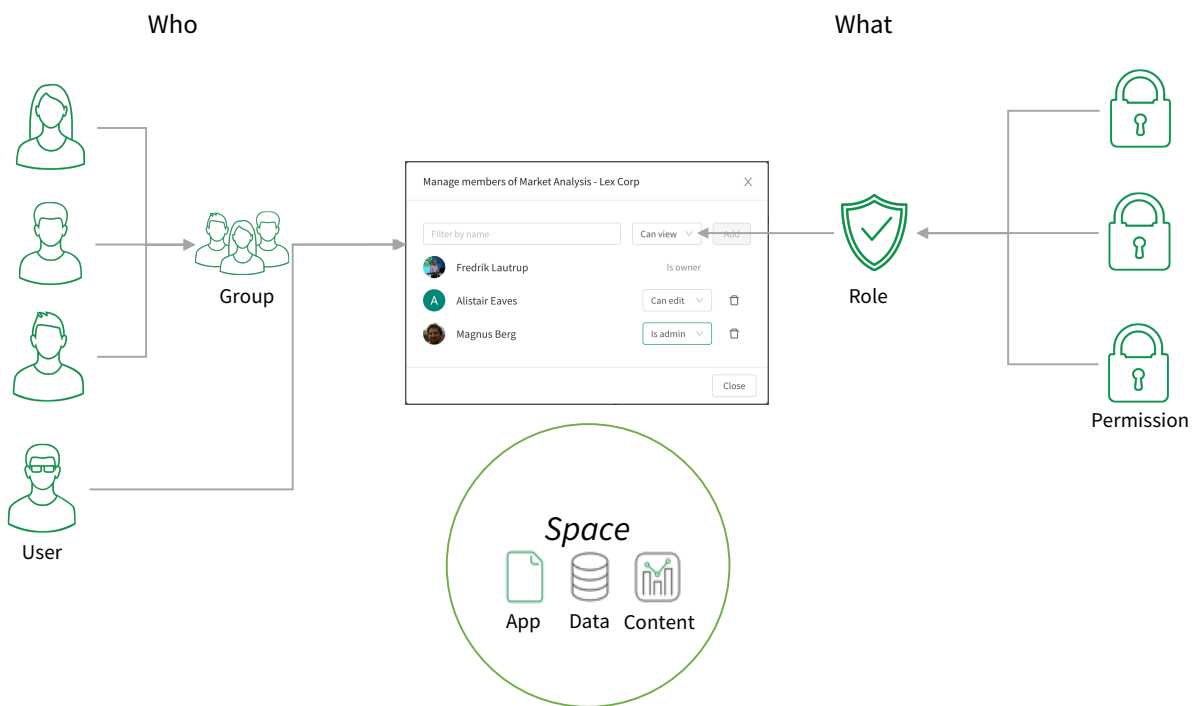 Who
What
Manage members of Market Analysis - Lex Corp
Filter by name
Can view
Add
Fredrik Lautrup
Is owner
A
Alistair Eaves
Can edit
Magnus Berg
Is admin
Close
Group
Role
Permission
User
Space
App
Data
Content